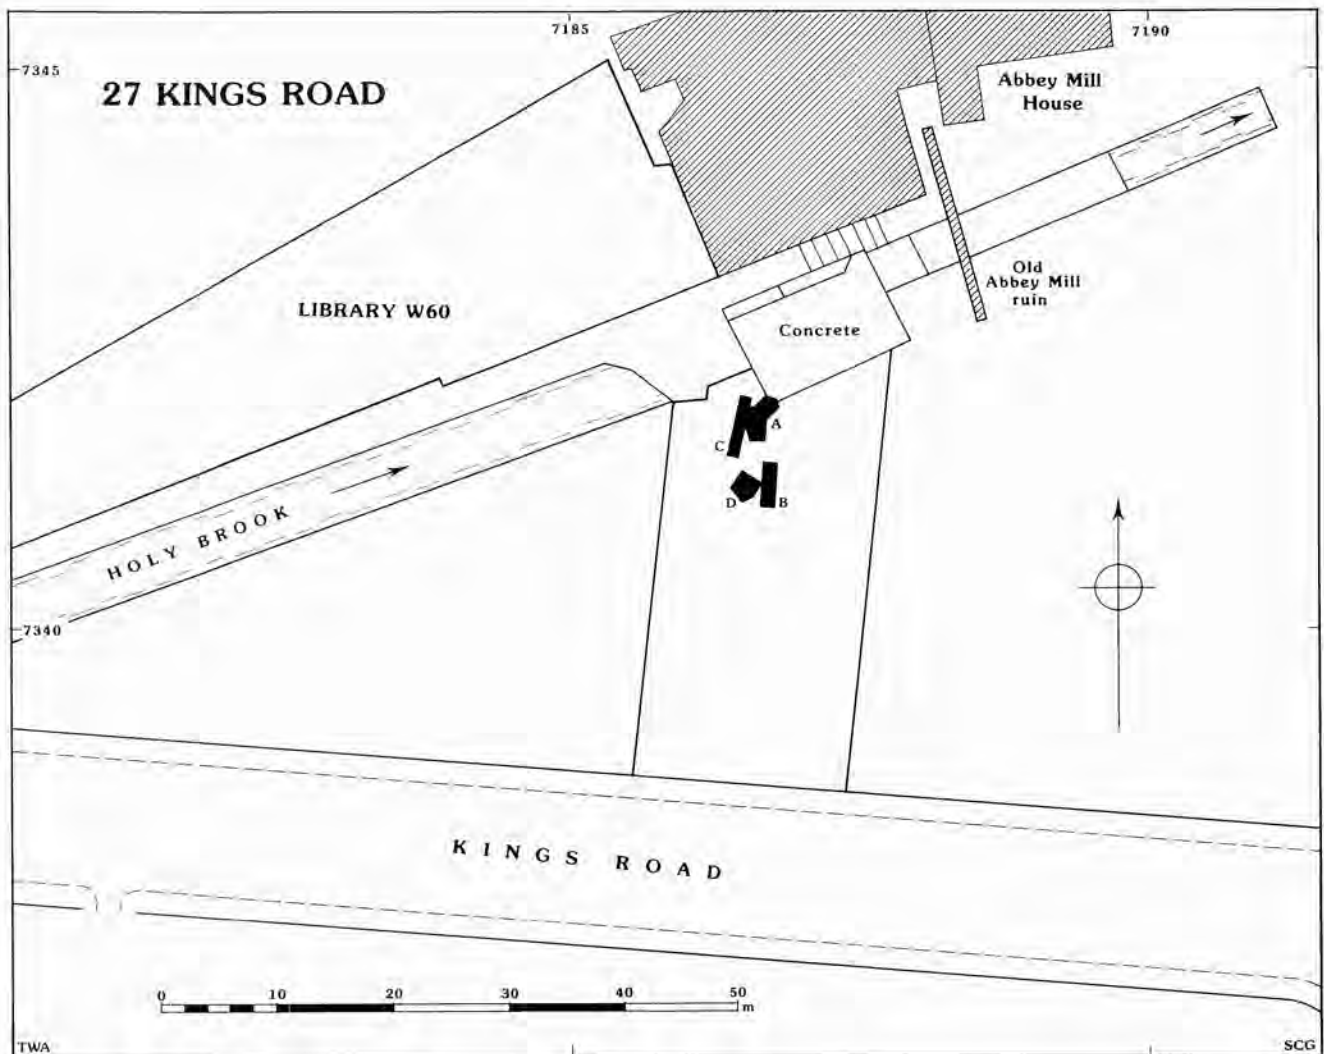 7185
7190
7345
27 KINGS ROAD
Abbey Mill
House
Old
Abbey Mill
ruin
LIBRARY W60
Concrete
A
C
D
B
HOLY BROOK
7340
KINGS ROAD
0 10 20 30 40 50
m
TWA
SCG